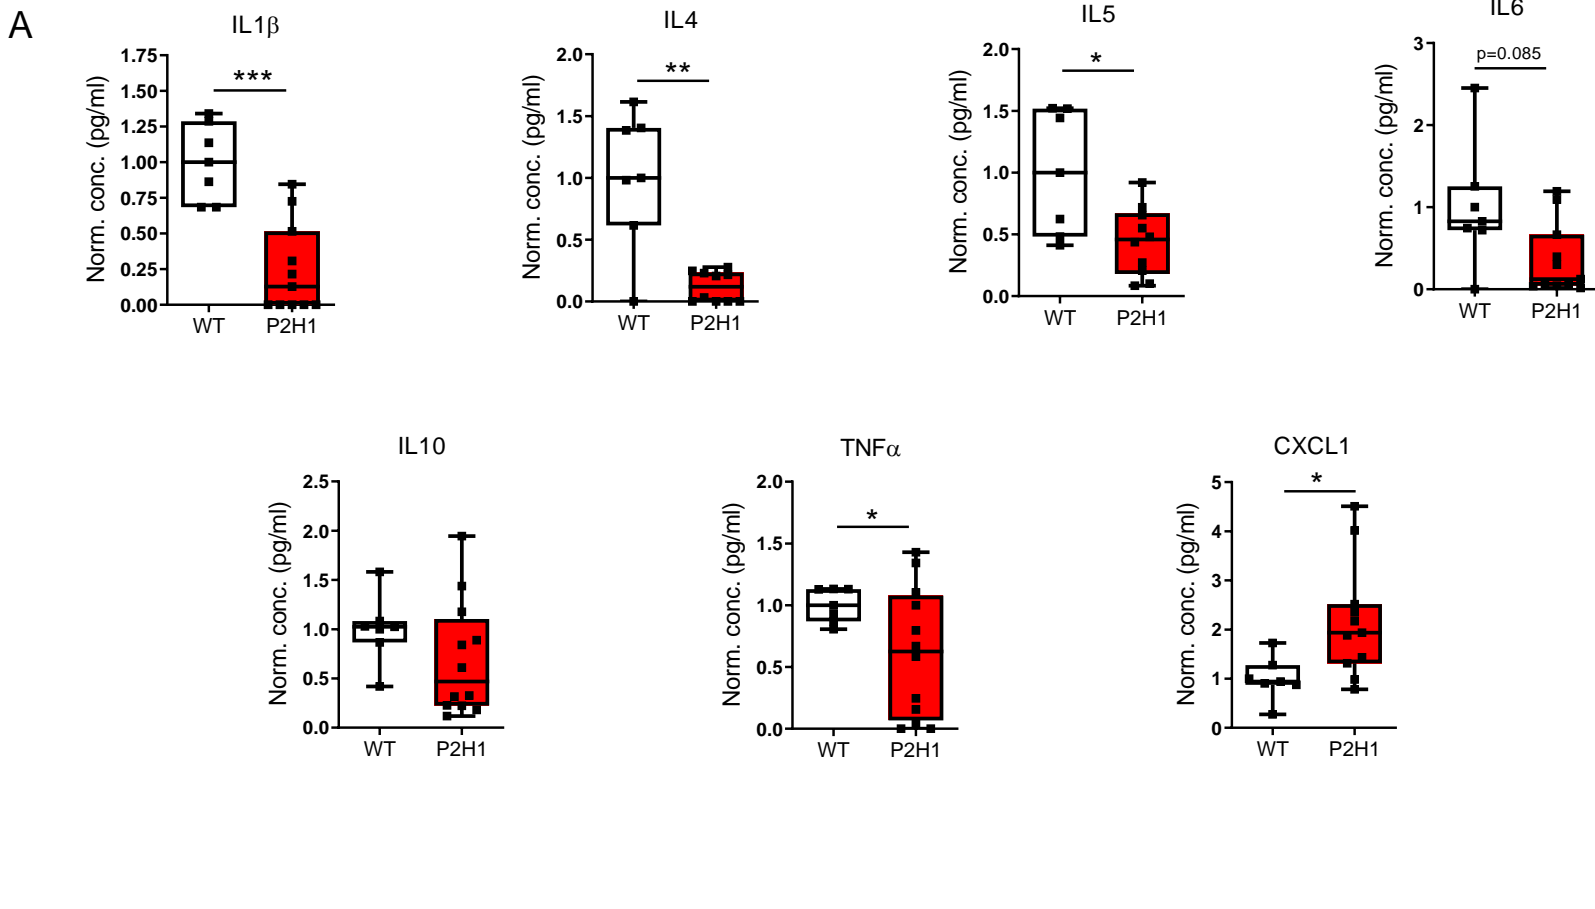 A
IL1β
Norm. conc. (pg/ml)
1.75
1.50
1.25
1.00
0.75
0.50
0.25
0.00
***
WT
P2H1
IL4
Norm. conc. (pg/ml)
2.0
1.5
1.0
0.5
0.0
**
WT
P2H1
IL5
Norm. conc. (pg/ml)
2.0
1.5
1.0
0.5
0.0
*
WT
P2H1
IL6
Norm. conc. (pg/ml)
3
2
1
0
p=0.085
WT
P2H1
IL10
Norm. conc. (pg/ml)
2.5
2.0
1.5
1.0
0.5
0.0
WT
P2H1
TNFα
Norm. conc. (pg/ml)
2.0
1.5
1.0
0.5
0.0
*
WT
P2H1
CXCL1
Norm. conc. (pg/ml)
5
4
3
2
1
0
*
WT
P2H1